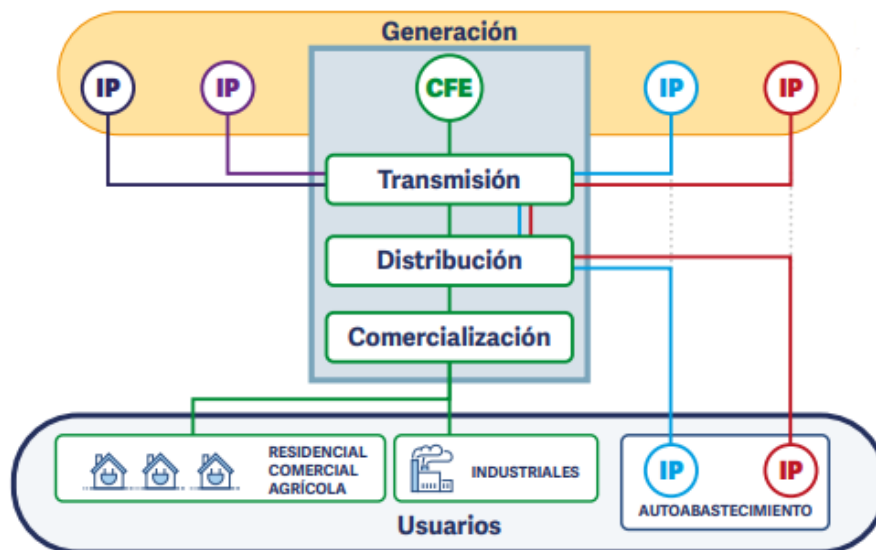 Generación
IP
IP
CFE
IP
IP
Transmisión
Distribución
Comercialización
RESIDENCIAL
COMERCIAL
AGRÍCOLA
INDUSTRIALES
IP
IP
AUTOABASTECIMIENTO
Usuarios